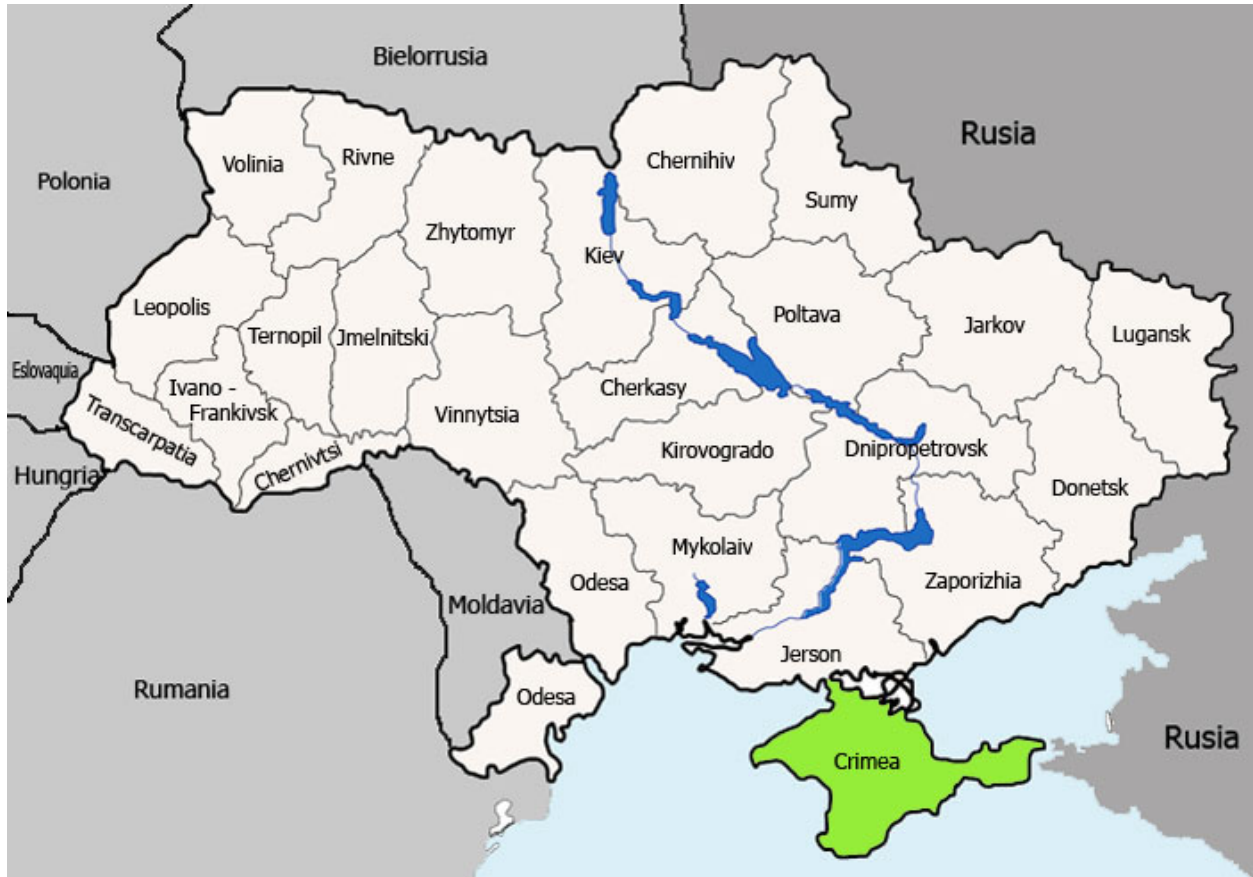 Bielorrusia
Rusia
Chernihiv
Rivne
Volinia
Polonia
Sumy
Zhytomyr
Kiev
Leopolis
Poltava
Jarkov
Ternopil
Jmelnitski
Lugansk
Eslovaquia
Ivano -
Frankivsk
Cherkasy
Transcarpatia
Vinnytsia
Kirovogrado
Dnipropetrovsk
Chernivtsi
Hungria
Donetsk
Mykolaiv
Odesa
Zaporizhia
Moldavia
Jerson
Rumania
Odesa
Rusia
Crimea